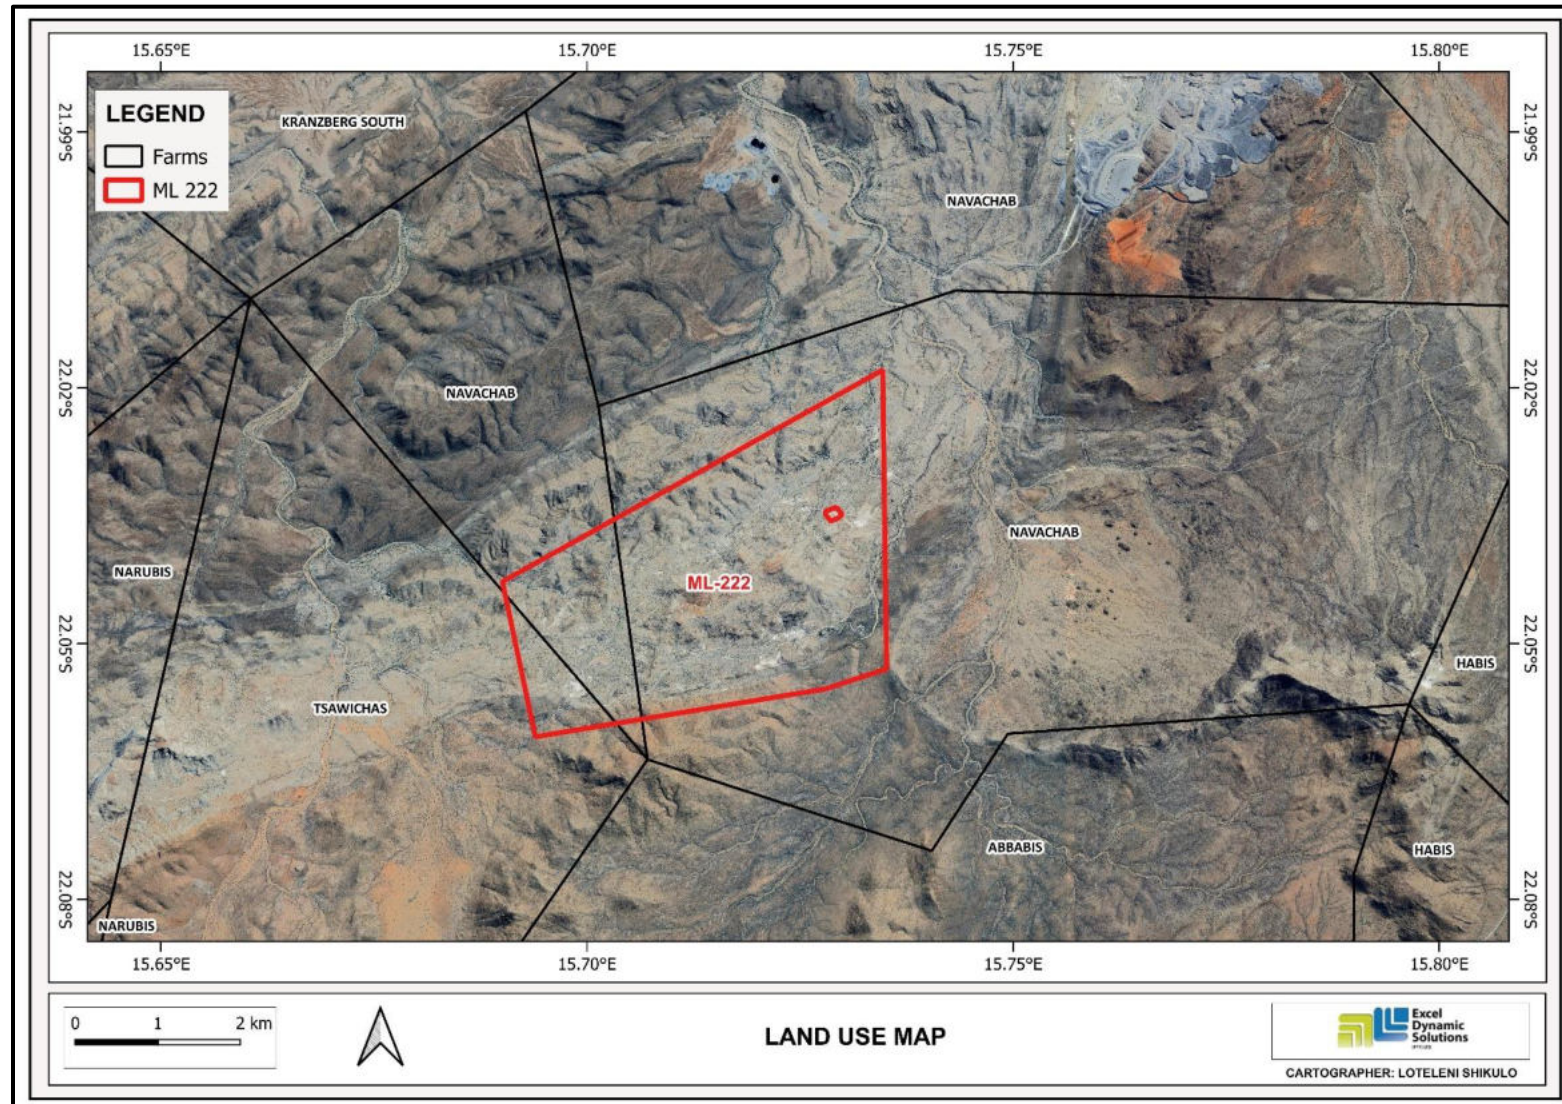 15.65°E 15.70°E 15.75°E 15.80°E
LEGEND
Farms
ML 222
KRANZBERG SOUTH
21.99°S
21.99°S
NAVACHAB
22.02°S
22.02°S
NAVACHAB
NAVACHAB
NARUBIS
ML-222
22.05°S
22.05°S
HABIS
TSAWICHAS
ABBABIS
HABIS
22.08°S
22.08°S
NARUBIS
15.65°E 15.70°E 15.75°E 15.80°E
0 1 2 km
LAND USE MAP
Excel
Dynamic
Solutions
CARTOGRAPHER: LOTELENI SHIKULO